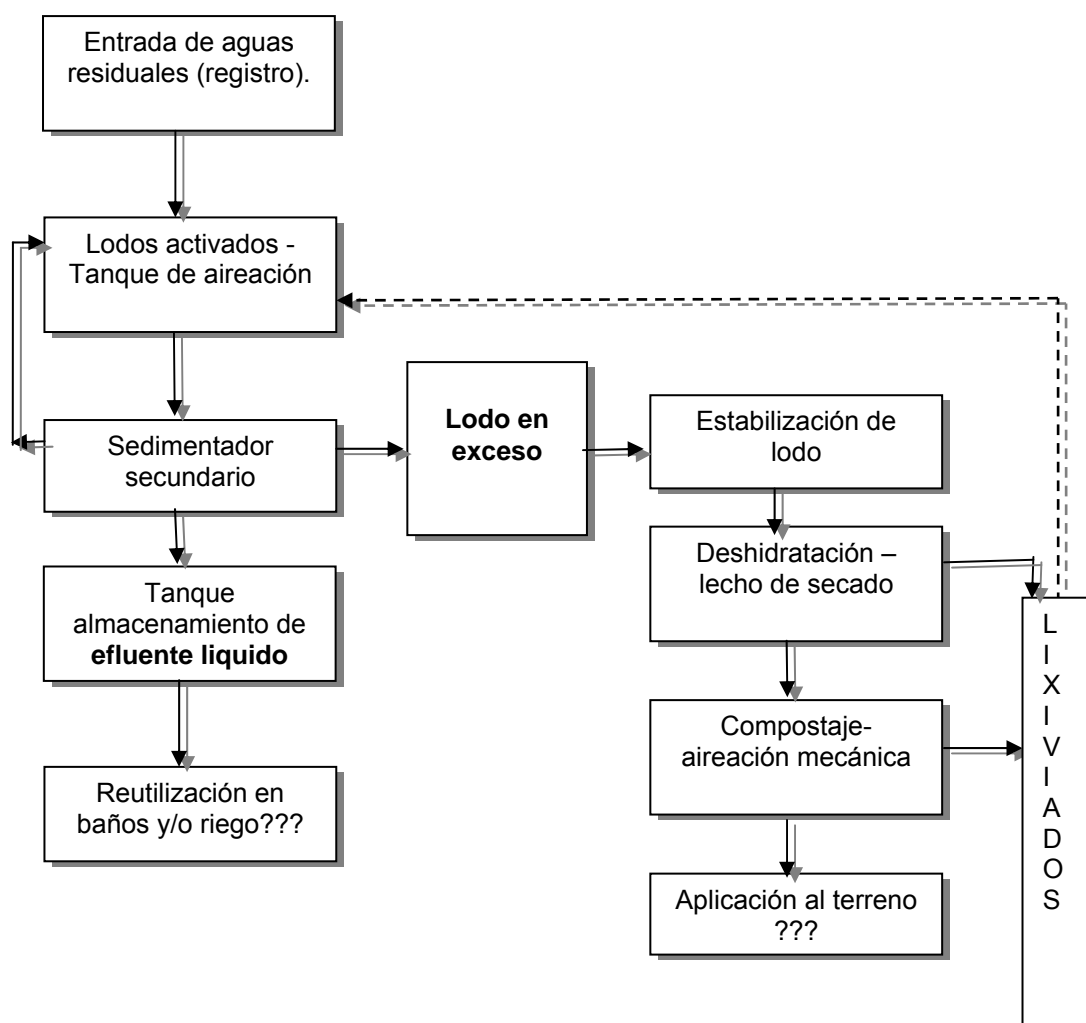 Entrada de aguas
residuales (registro).
Lodos activados -
Tanque de aireación
Sedimentador
secundario
Lodo en
exceso
Estabilización de
lodo
Deshidratación –
lecho de secado
Tanque
almacenamiento de
efluente liquido
Compostaje-
aireación mecánica
Reutilización en
baños y/o riego???
Aplicación al terreno
???
L
I
X
I
V
I
A
D
O
S